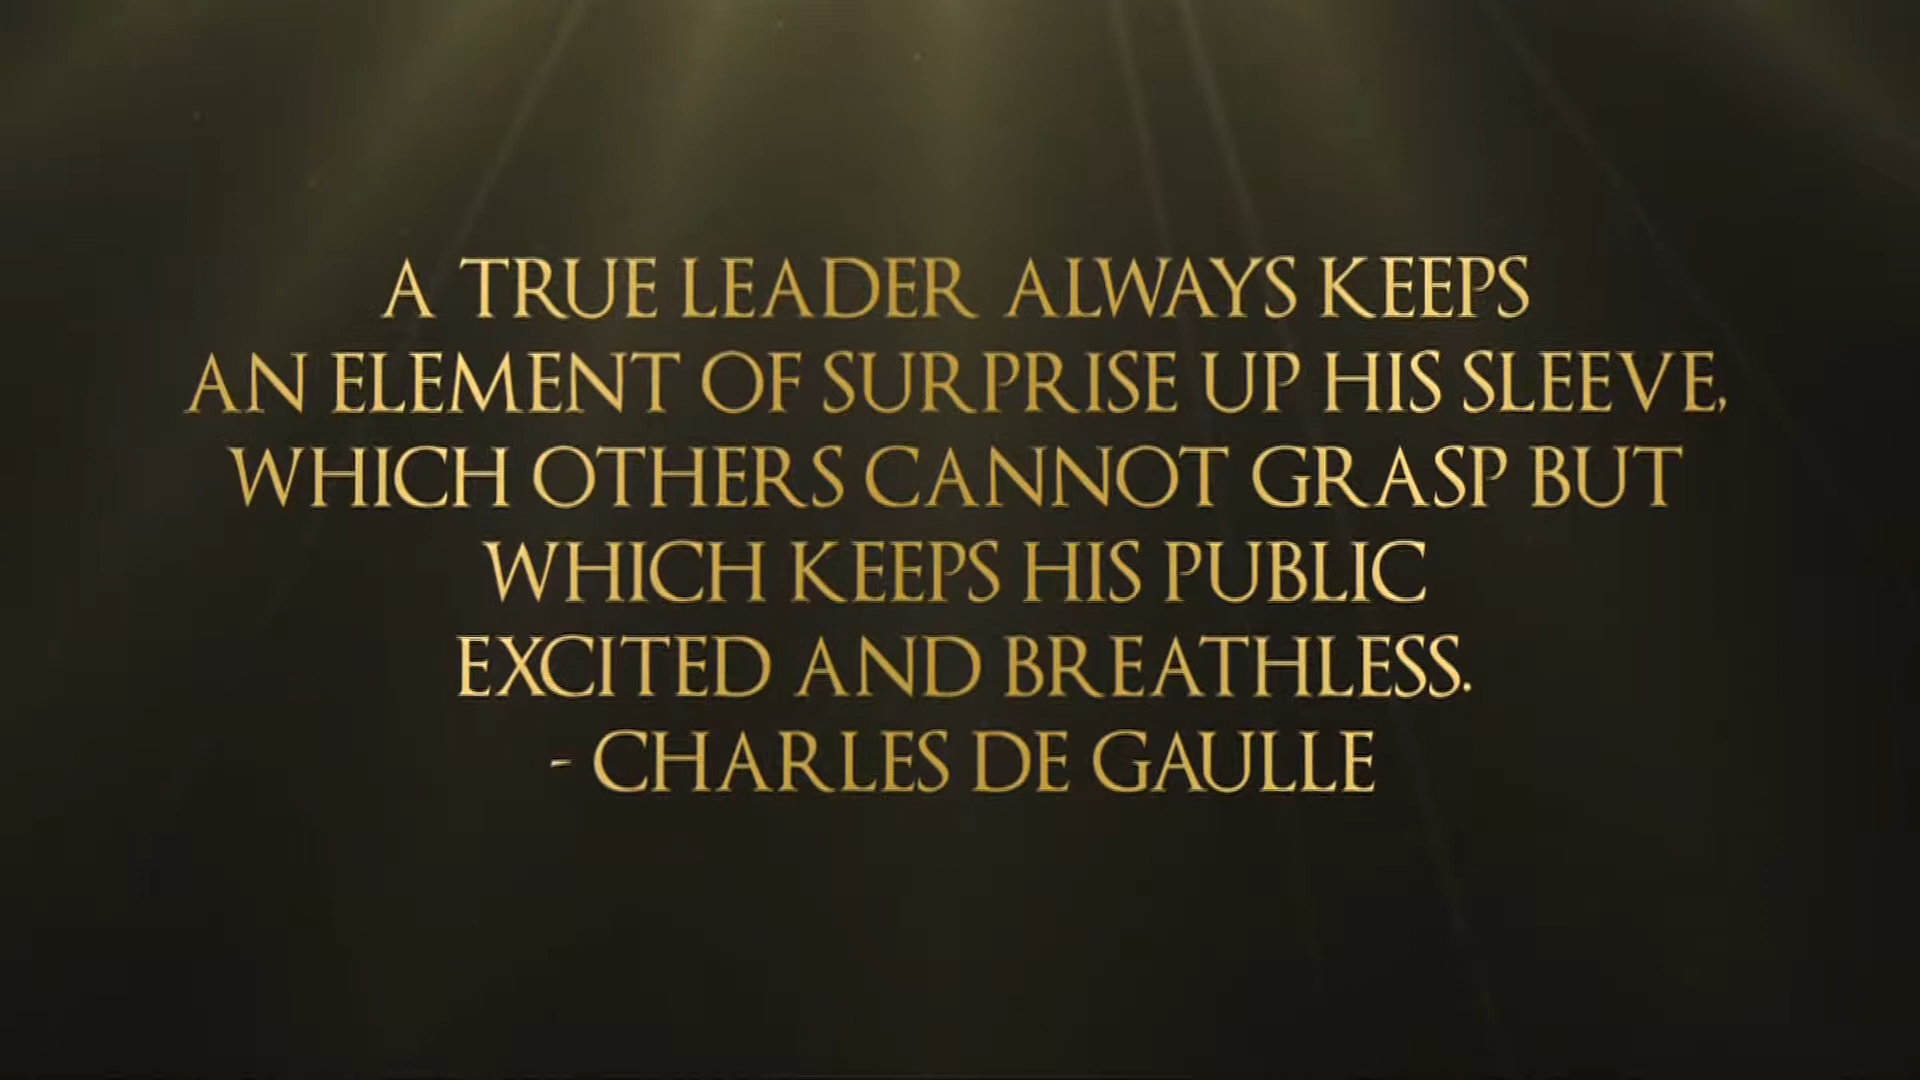 A TRUE LEADER ALWAYS KEEPS
AN ELEMENT OF SURPRISE UP HIS SLEEVE,
WHICH OTHERS CANNOT GRASP BUT
WHICH KEEPS HIS PUBLIC
EXCITED AND BREATHLESS.
- CHARLES DE GAULLE